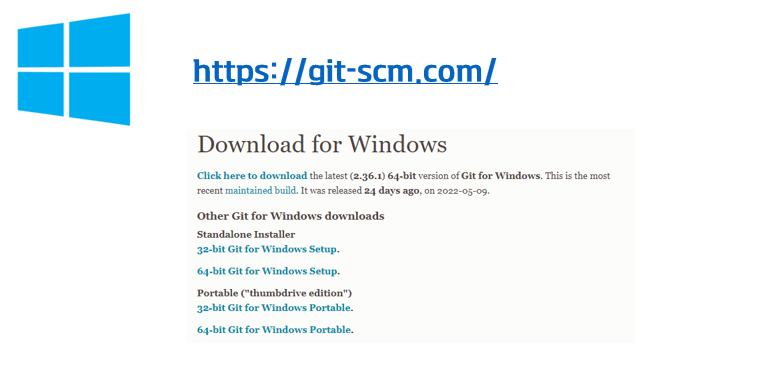 https://git-scm.com/
Download for Windows
Click here to download the latest (2.36.1) 64-bit version of Git for Windows. This is the most
recent maintained build. It was released 24 days ago, on 2022-05-09.
Other Git for Windows downloads
Standalone Installer
32-bit Git for Windows Setup.
64-bit Git for Windows Setup.
Portable ("thumbdrive edition")
32-bit Git for Windows Portable.
64-bit Git for Windows Portable.